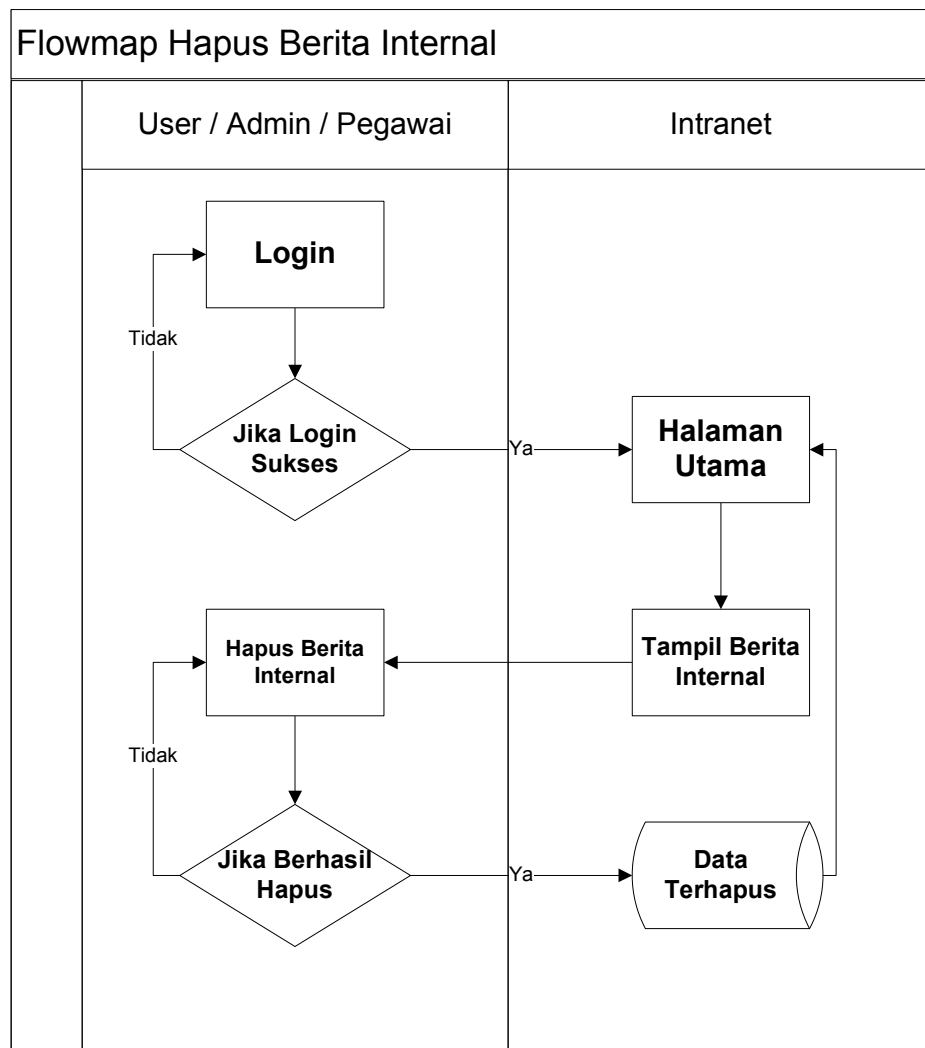 Flowmap Hapus Berita Internal
User / Admin / Pegawai
Intranet
Login
Tidak
Jika Login
Sukses
Ya
Halaman
Utama
Hapus Berita
Internal
Tampil Berita
Internal
Tidak
Jika Berhasil
Hapus
Ya
Data
Terhapus